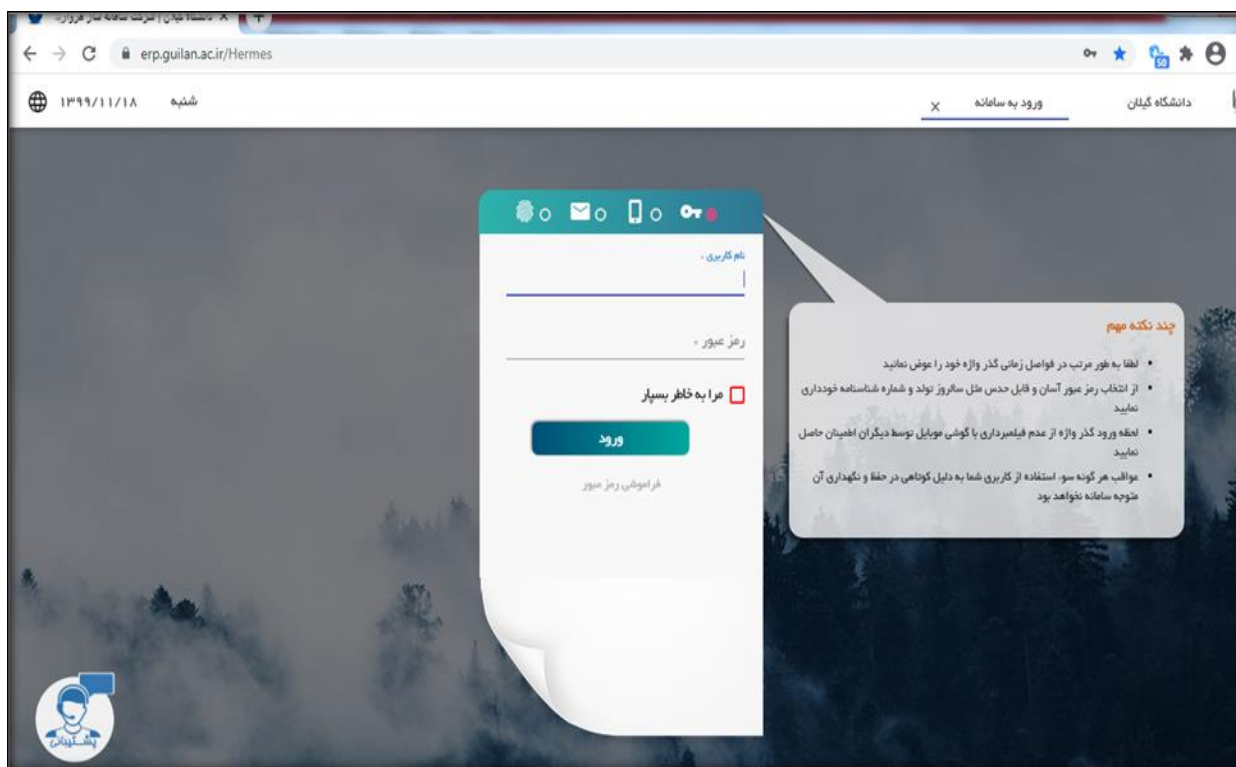 erp.guilan.ac.ir/Hermes
50
دانشگاه گیلان
ورود به سامانه
×
شنبه
۱۳۹۹/۱۱/۱۸
نام کاربری *
رمز عبور *
مرا به خاطر بسپار
ورود
فراموشی رمز عبور
چند نکته مهم
• لطفا به طور مرتب در فواصل زمانی گذر واژه خود را عوض نمائید
• از انتخاب رمز عبور آسان و قابل حدس مثل سالروز تولد و شماره شناسنامه خودداری
نمایید
• لحظه ورود گذر واژه از عدم فیلمبرداری با گوشی موبایل توسط دیگران اطمینان حاصل
نمایید
• عواقب هر گونه سوء استفاده از کاربری شما به دلیل کوتاهی در حفظ و نگهداری آن
متوجه سامانه نخواهد بود
پشتیبانی